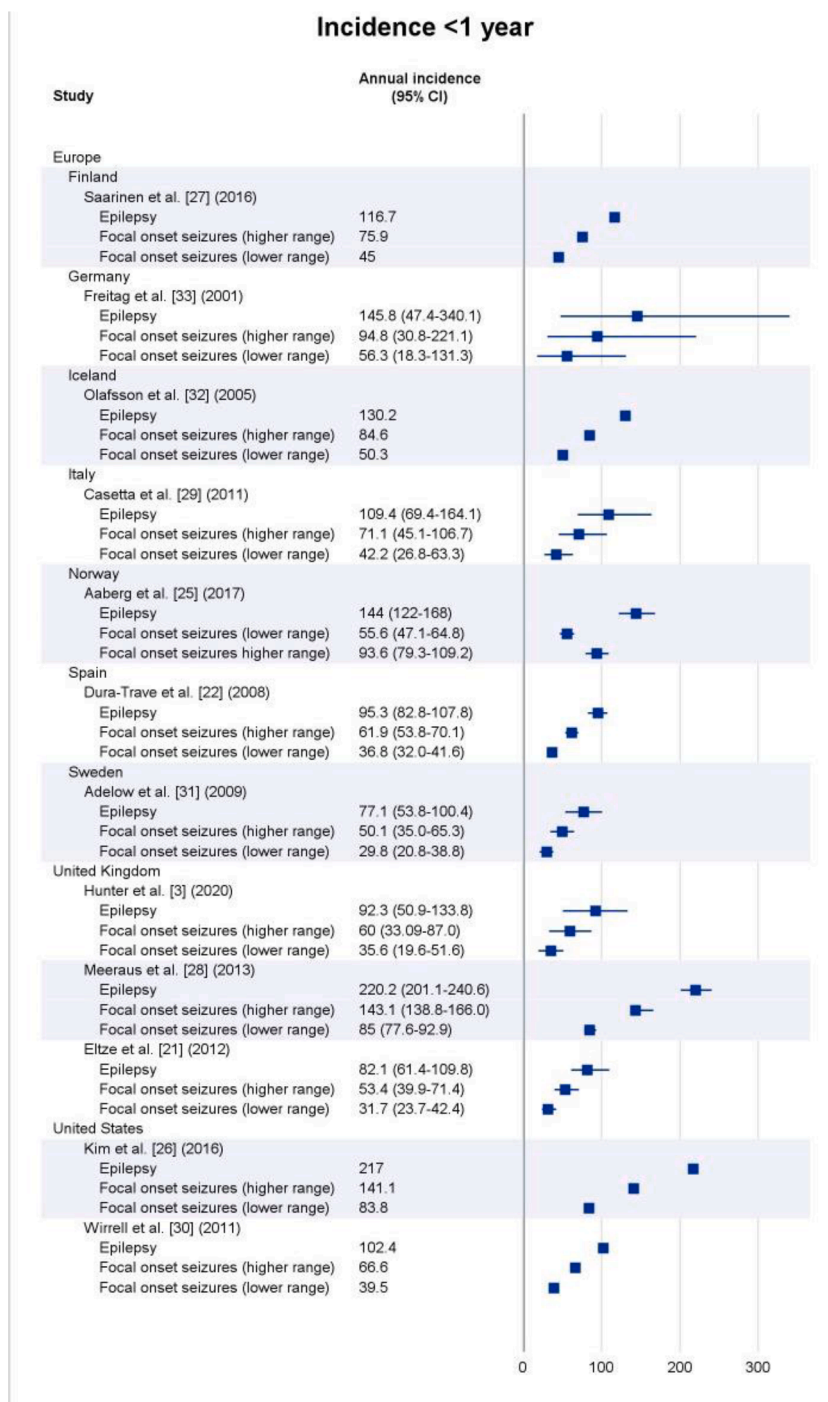 Incidence <1 year
Annual incidence
Study (95% CI)
Europe
Finland
Saarinen et al. [27] (2016)
Epilepsy 116.7
Focal onset seizures (higher range) 75.9
Focal onset seizures (lower range) 45
Germany
Freitag et al. [33] (2001)
Epilepsy 145.8 (47.4-340.1)
Focal onset seizures (higher range) 94.8 (30.8-221.1)
Focal onset seizures (lower range) 56.3 (18.3-131.3)
Iceland
Olafsson et al. [32] (2005)
Epilepsy 130.2
Focal onset seizures (higher range) 84.6
Focal onset seizures (lower range) 50.3
Italy
Casetta et al. [29] (2011)
Epilepsy 109.4 (69.4-164.1)
Focal onset seizures (higher range) 71.1 (45.1-106.7)
Focal onset seizures (lower range) 42.2 (26.8-63.3)
Norway
Aaberg et al. [25] (2017)
Epilepsy 144 (122-168)
Focal onset seizures (lower range) 55.6 (47.1-64.8)
Focal onset seizures higher range) 93.6 (79.3-109.2)
Spain
Dura-Trave et al. [22] (2008)
Epilepsy 95.3 (82.8-107.8)
Focal onset seizures (higher range) 61.9 (53.8-70.1)
Focal onset seizures (lower range) 36.8 (32.0-41.6)
Sweden
Adelow et al. [31] (2009)
Epilepsy 77.1 (53.8-100.4)
Focal onset seizures (higher range) 50.1 (35.0-65.3)
Focal onset seizures (lower range) 29.8 (20.8-38.8)
United Kingdom
Hunter et al. [3] (2020)
Epilepsy 92.3 (50.9-133.8)
Focal onset seizures (higher range) 60 (33.09-87.0)
Focal onset seizures (lower range) 35.6 (19.6-51.6)
Meeraus et al. [28] (2013)
Epilepsy 220.2 (201.1-240.6)
Focal onset seizures (higher range) 143.1 (138.8-166.0)
Focal onset seizures (lower range) 85 (77.6-92.9)
Eltze et al. [21] (2012)
Epilepsy 82.1 (61.4-109.8)
Focal onset seizures (higher range) 53.4 (39.9-71.4)
Focal onset seizures (lower range) 31.7 (23.7-42.4)
United States
Kim et al. [26] (2016)
Epilepsy 217
Focal onset seizures (higher range) 141.1
Focal onset seizures (lower range) 83.8
Wirrell et al. [30] (2011)
Epilepsy 102.4
Focal onset seizures (higher range) 66.6
Focal onset seizures (lower range) 39.5
0 100 200 300